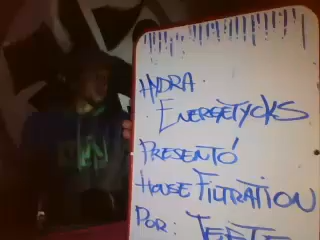 HYDRA
ENERGETYCKS
PRESENTÓ
HOUSE FILTRATION
POR: